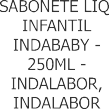 SABONETE LIQ
INFANTIL
INDABABY -
250ML -
INDALABOR,
INDALABOR